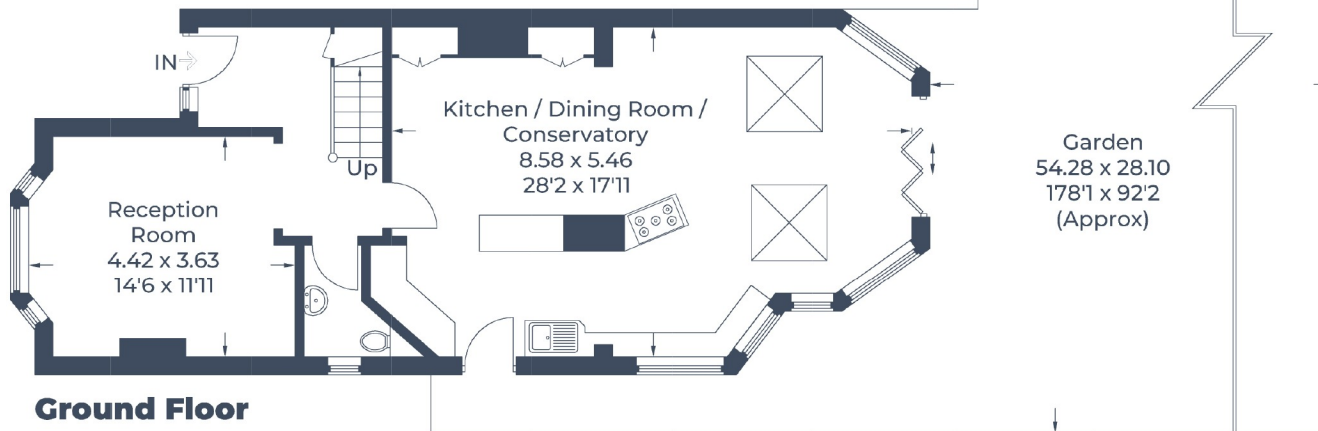 IN
Kitchen / Dining Room /
Conservatory
8.58 x 5.46
28'2 x 17'11
Up
Reception
Room
4.42 x 3.63
14'6 x 11'11
Garden
54.28 x 28.10
178'1 x 92'2
(Approx)
Ground Floor